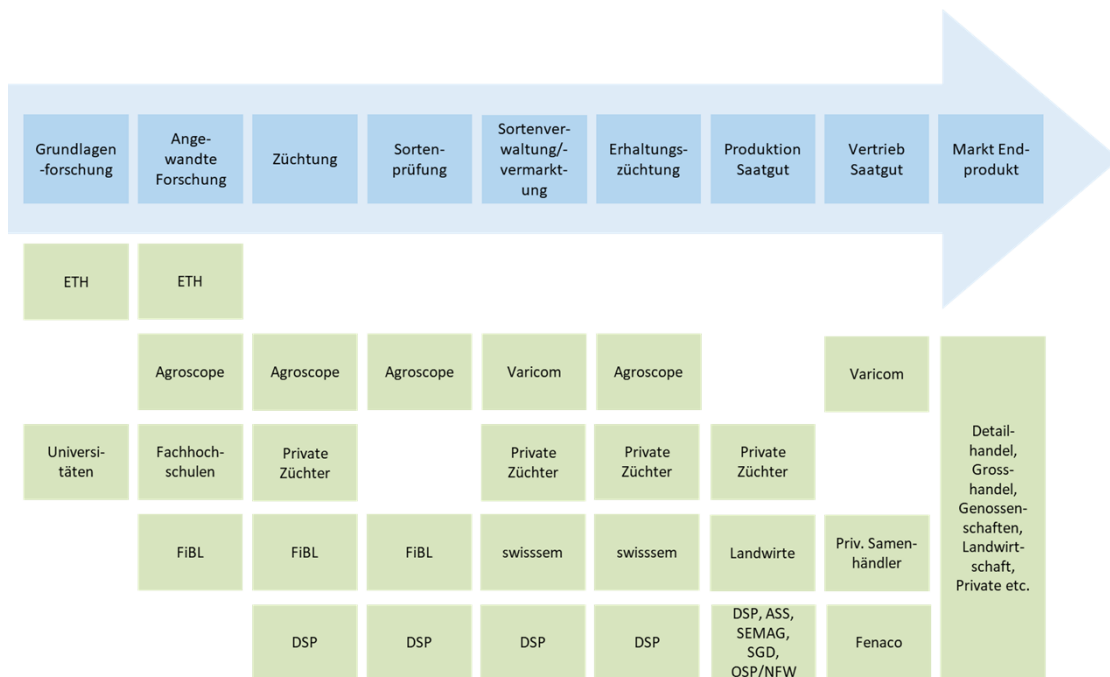 Grundlagen
-forschung
Ange-
wandte
Forschung
Züchtung
Sorten-
prüfung
Sortenver-
waltung/-
vermarkt-
ung
Erhaltungs-
züchtung
Produktion
Saatgut
Vertrieb
Saatgut
Markt End-
produkt
ETH
ETH
Agroscope
Agroscope
Agroscope
Varicom
Agroscope
Varicom
Universi-
täten
Fachhoch-
schulen
Private
Züchter
Private
Züchter
Private
Züchter
Private
Züchter
Detail-
handel,
Gross-
handel,
Genossen-
schaften,
Landwirt-
schaft,
Private etc.
FiBL
FiBL
FiBL
swisssem
swisssem
Landwirte
Priv. Samen-
händler
DSP
DSP
DSP
DSP
DSP, ASS,
SEMAG,
SGD,
OSP/NFW
Fenaco